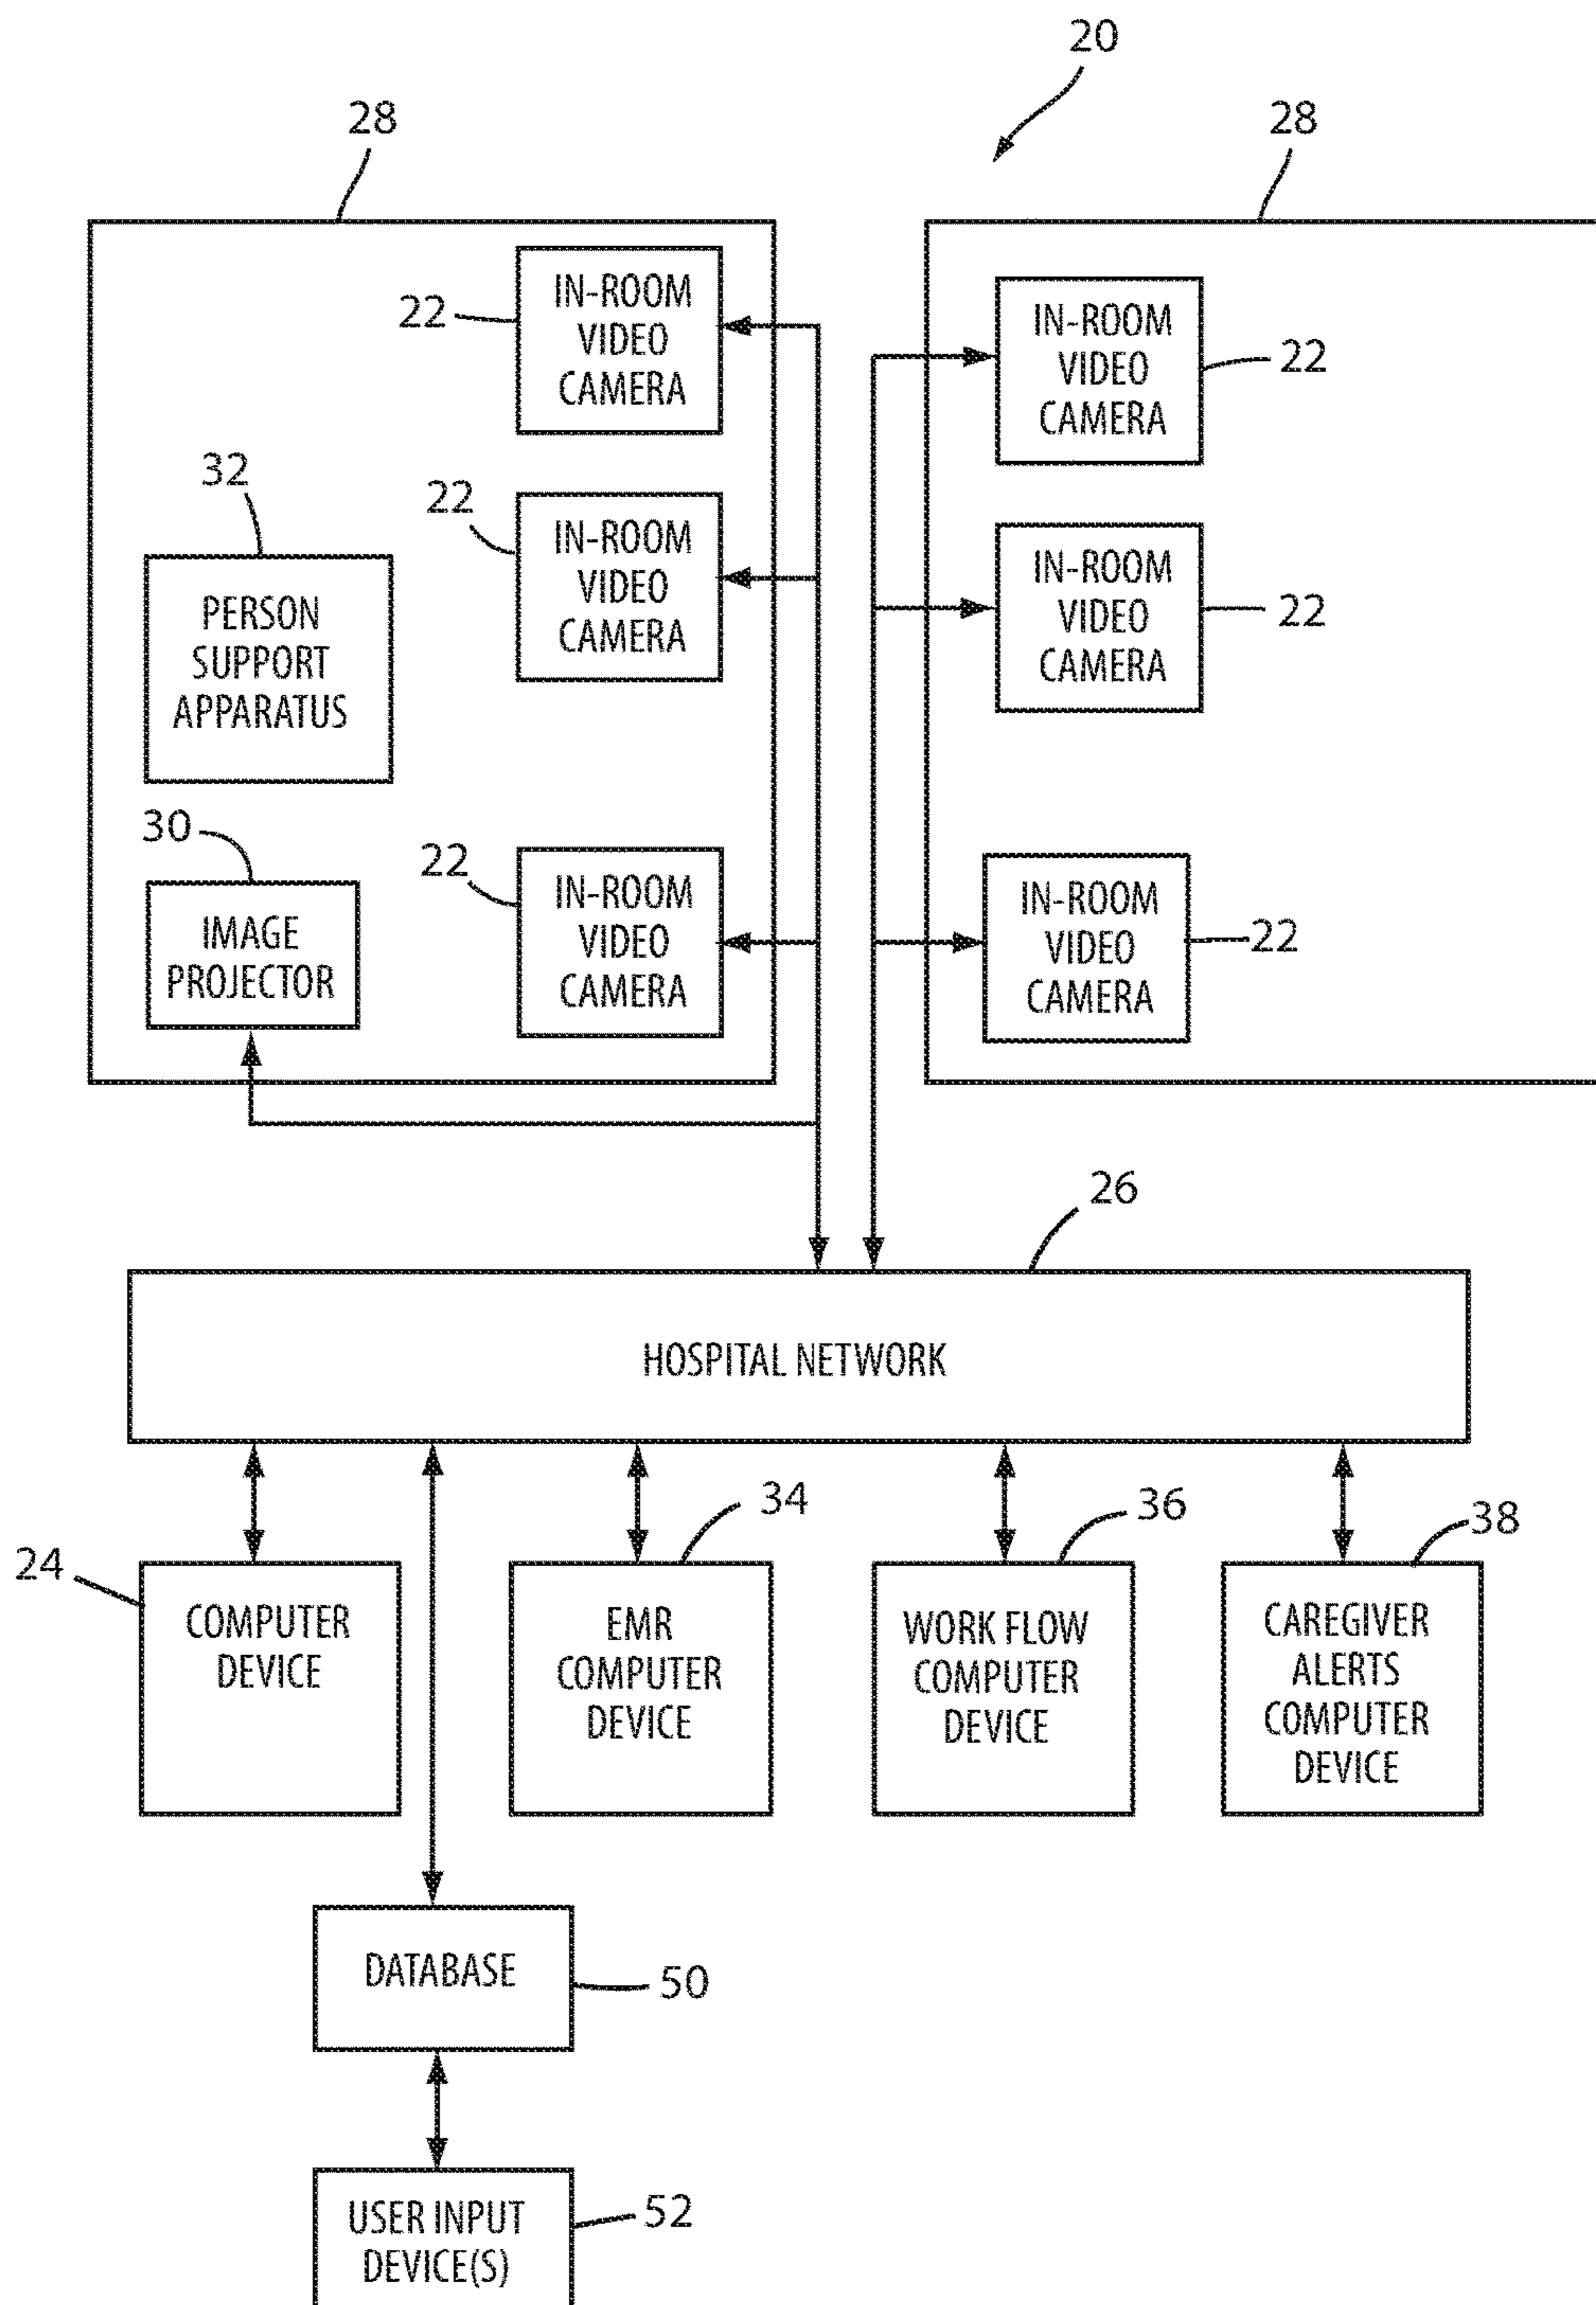 20
28
28
IN-ROOM
VIDEO
CAMERA
22
IN-ROOM
VIDEO
CAMERA
22
32
PERSON
SUPPORT
APPARATUS
22
IN-ROOM
VIDEO
CAMERA
IN-ROOM
VIDEO
CAMERA
22
30
IMAGE
PROJECTOR
22
IN-ROOM
VIDEO
CAMERA
IN-ROOM
VIDEO
CAMERA
22
26
HOSPITAL NETWORK
24
COMPUTER
DEVICE
34
EMR
COMPUTER
DEVICE
36
WORK FLOW
COMPUTER
DEVICE
38
CAREGIVER
ALERTS
COMPUTER
DEVICE
DATABASE
50
USER INPUT
DEVICE(S)
52